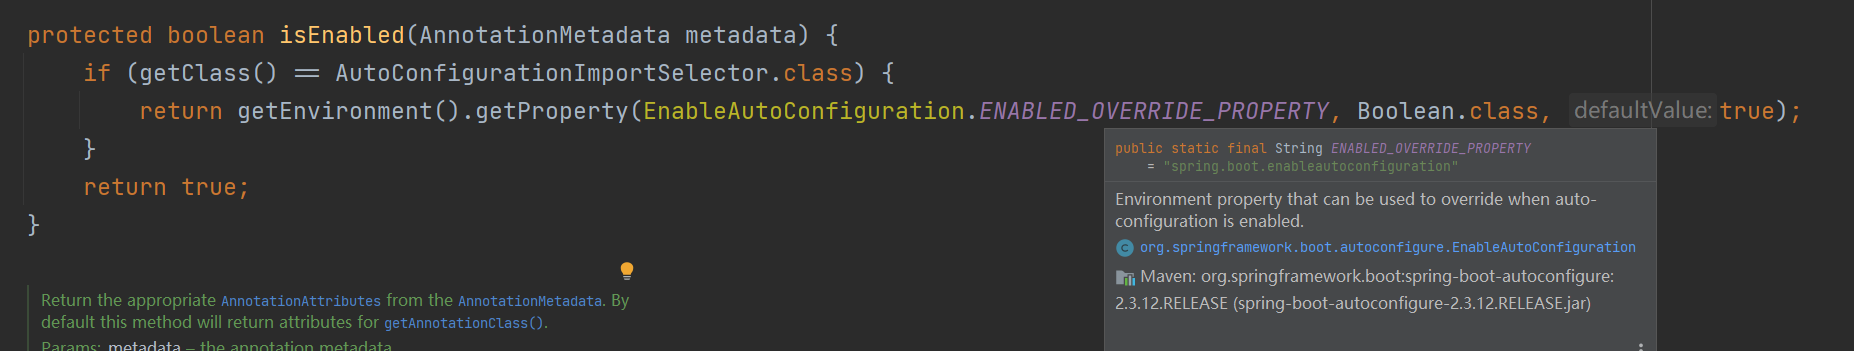 protected boolean isEnabled(AnnotationMetadata metadata) {
if (getClass() == AutoConfigurationImportSelector.class) {
return getEnvironment().getProperty(EnableAutoConfiguration.ENABLED_OVERRIDE_PROPERTY, Boolean.class, defaultValue: true);
}
return true;
}
public static final String ENABLED_OVERRIDE_PROPERTY
= "spring.boot.enableautoconfiguration"
Environment property that can be used to override when auto-
configuration is enabled.
C org.springframework.boot.autoconfigure.EnableAutoConfiguration
Maven: org.springframework.boot:spring-boot-autoconfigure:
2.3.12.RELEASE (spring-boot-autoconfigure-2.3.12.RELEASE.jar)
Return the appropriate AnnotationAttributes from the AnnotationMetadata. By
default this method will return attributes for getAnnotationClass().
Params: metadata – the annotation metadata